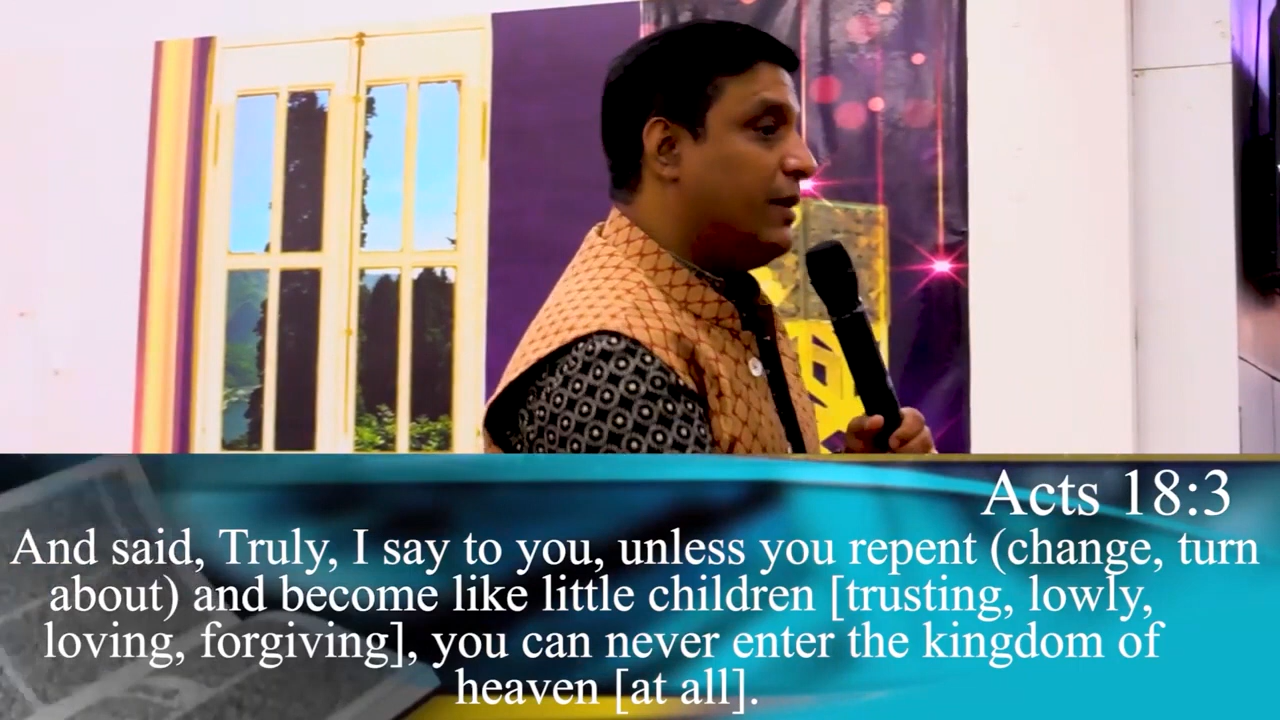 Acts 18:3
And said, Truly, I say to you, unless you repent (change, turn
about) and become like little children [trusting, lowly,
loving, forgiving], you can never enter the kingdom of
heaven [at all].